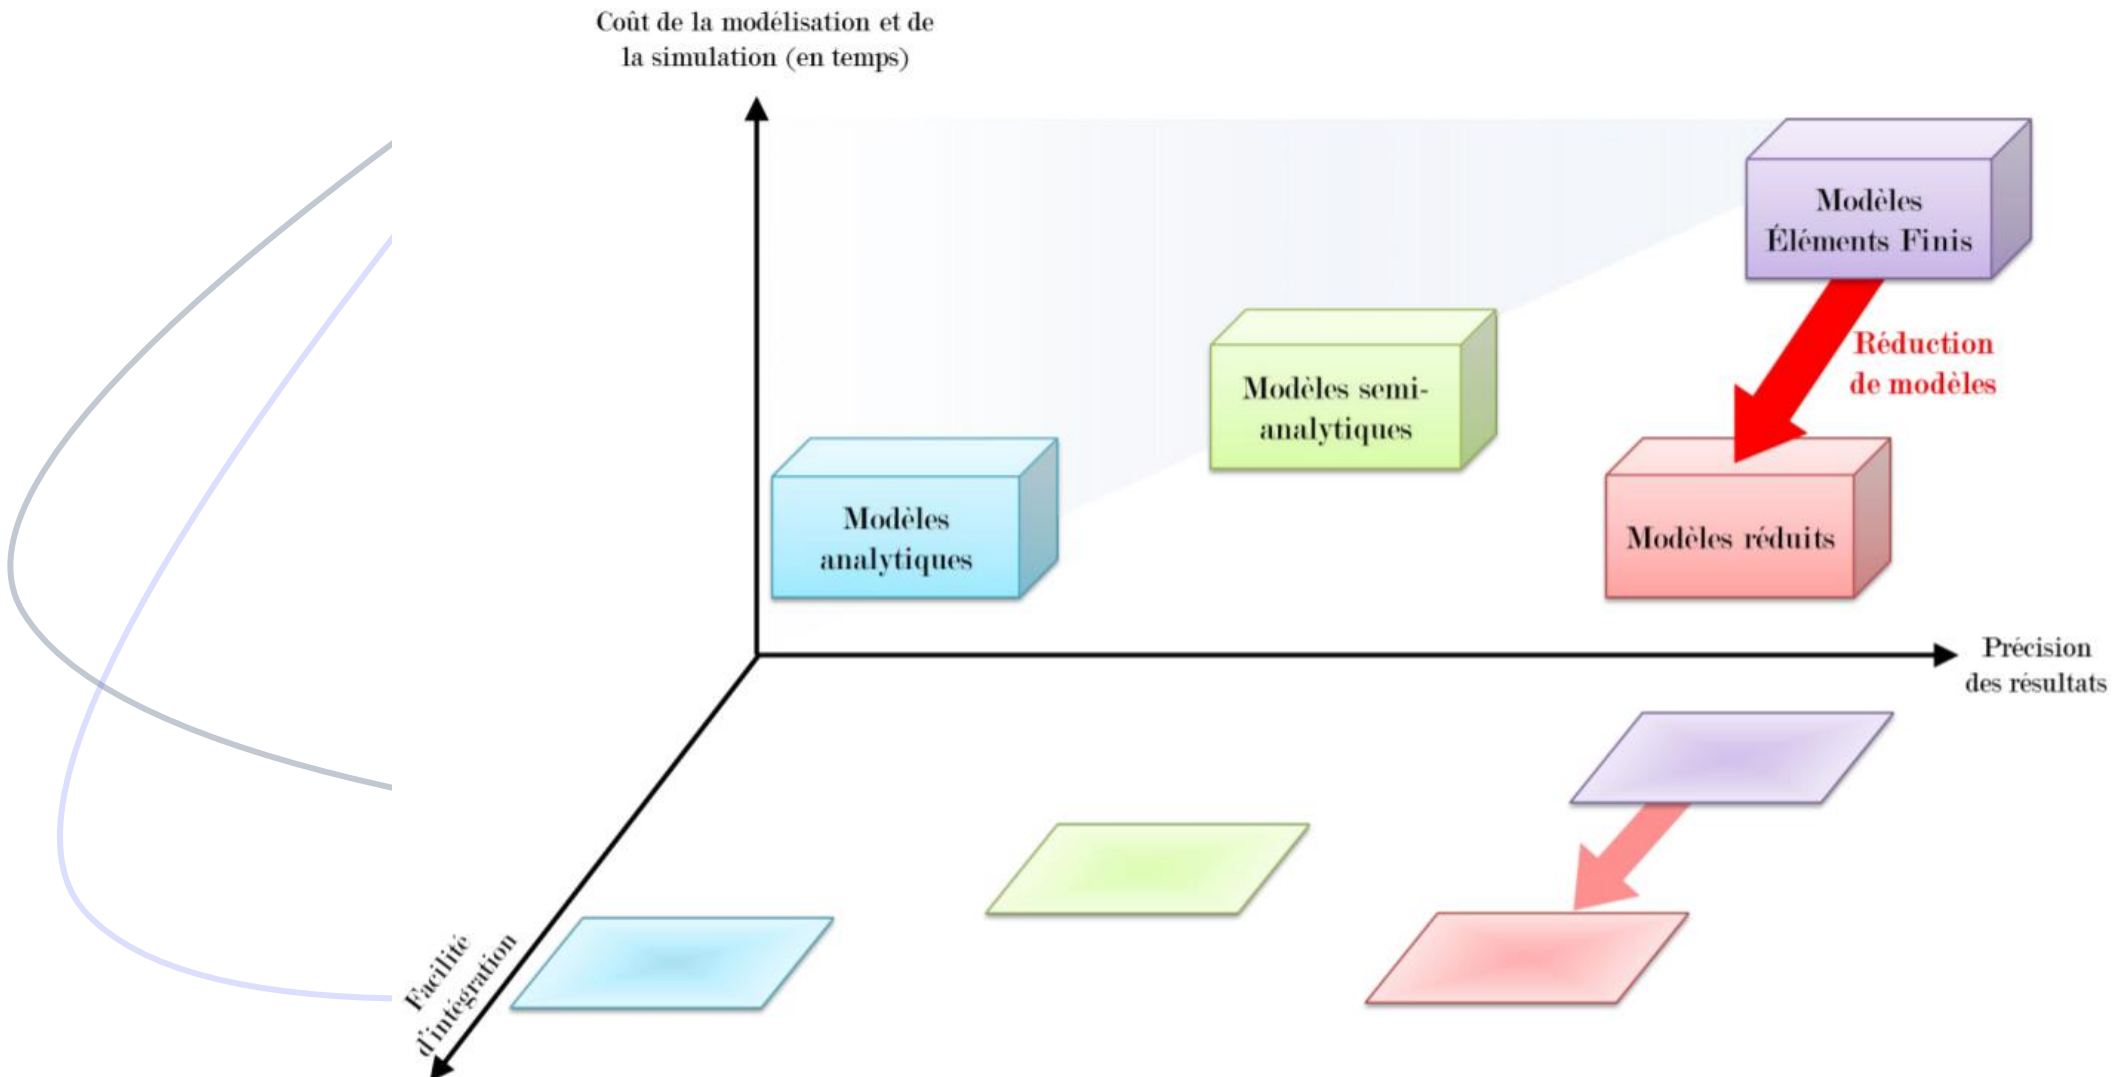 Coût de la modélisation et de
la simulation (en temps)
Modèles
Éléments Finis
Réduction
de modèles
Modèles semi-
analytiques
Modèles
analytiques
Modèles réduits
Précision
des résultats
Facilité
d'intégration